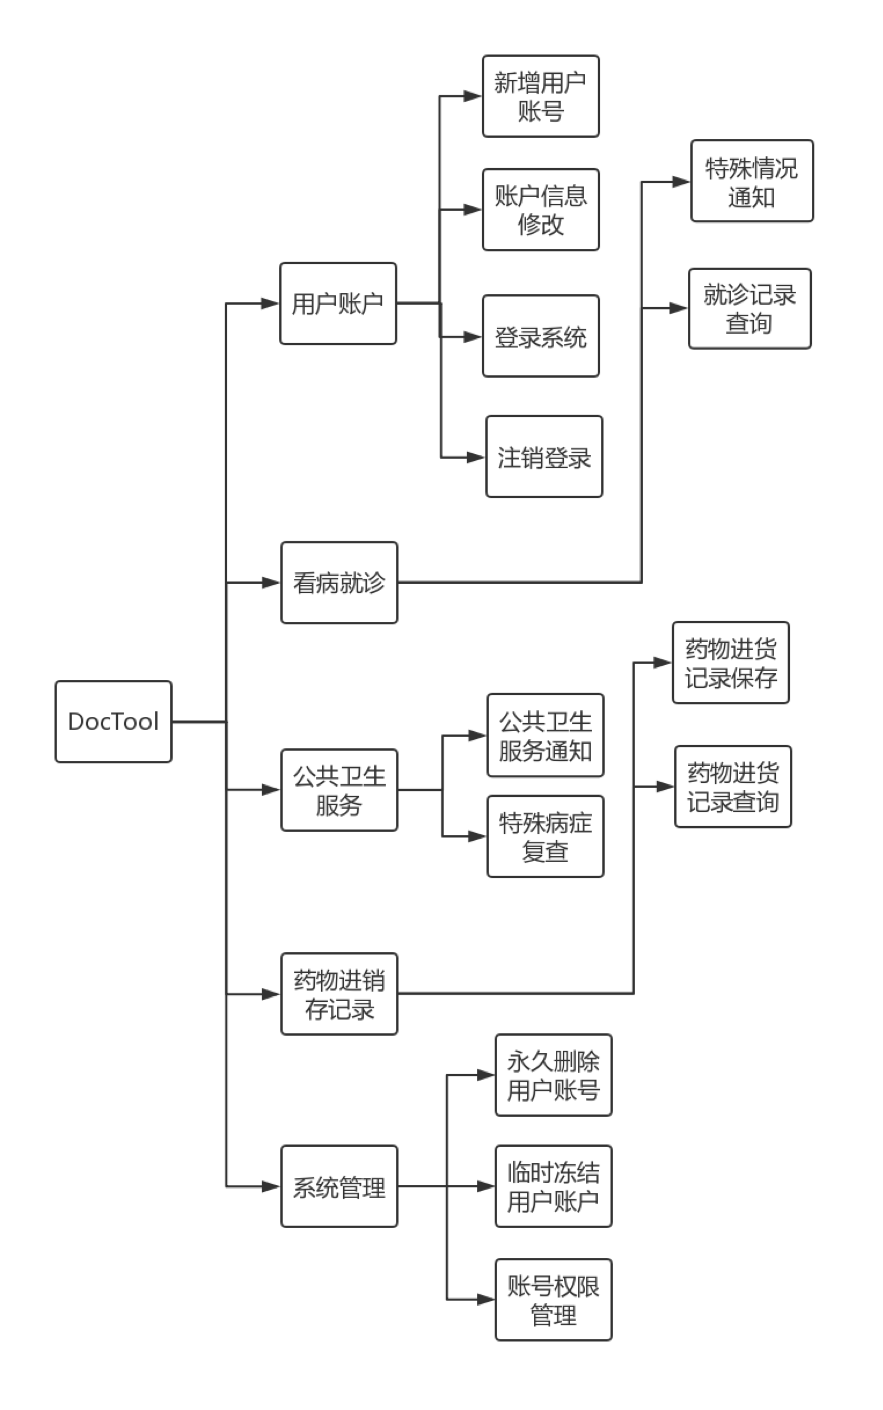 新增用户
账号
账户信息
修改
登录系统
注销登录
特殊情况
通知
就诊记录
查询
用户账户
看病就诊
DocTool
公共卫生
服务
公共卫生
服务通知
特殊病症
复查
药物进货
记录保存
药物进货
记录查询
药物进销
存记录
系统管理
永久删除
用户账号
临时冻结
用户账户
账号权限
管理